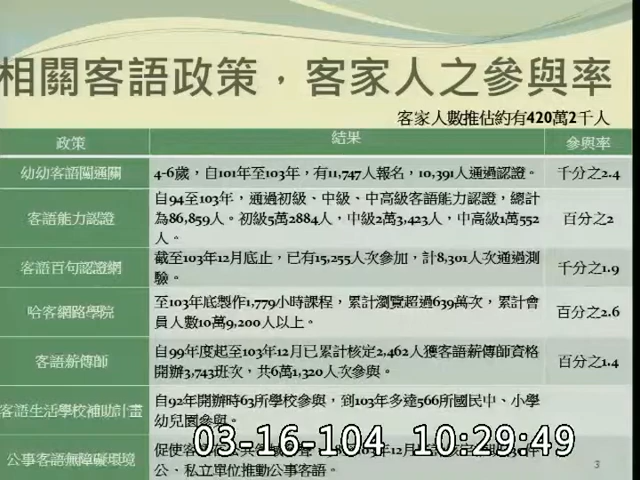 相關客語政策，客家人之參與率
客家人數推估約有420萬2千人
政策 結果 參與率
幼幼客語闖通關 4-6歲，自101年至103年，有11,747人報名，10,391人通過認證。 千分之2.4
自94至103年，通過初級、中級、中高級客語能力認證，總計
客語能力認證 為86,859人。初級5萬2884人，中級2萬3,423人，中高級1萬552 百分之2
人。
客語百句認證網 截至103年12月底止，已有15,255人次參加，計8,301人次通過測 千分之1.9
驗。
哈客網路學院 至103年底製作1,779小時課程，累計瀏覽超過639萬次，累計會 百分之2.6
員人數10萬9,200人以上。
客語薪傳師 自99年度起至103年12月已累計核定2,462人獲客語薪傳師資格 百分之1.4
開辦3,743班次，共6萬1,320人次參與。
客語生活學校補助計畫 自92年開辦時63所學校參與，到103年多達566所國民中、小學
幼兒園參與。
公事客語無障礙環境 促使客
公、私立單位推動公事客語。
03-16-104 10:29:49
3